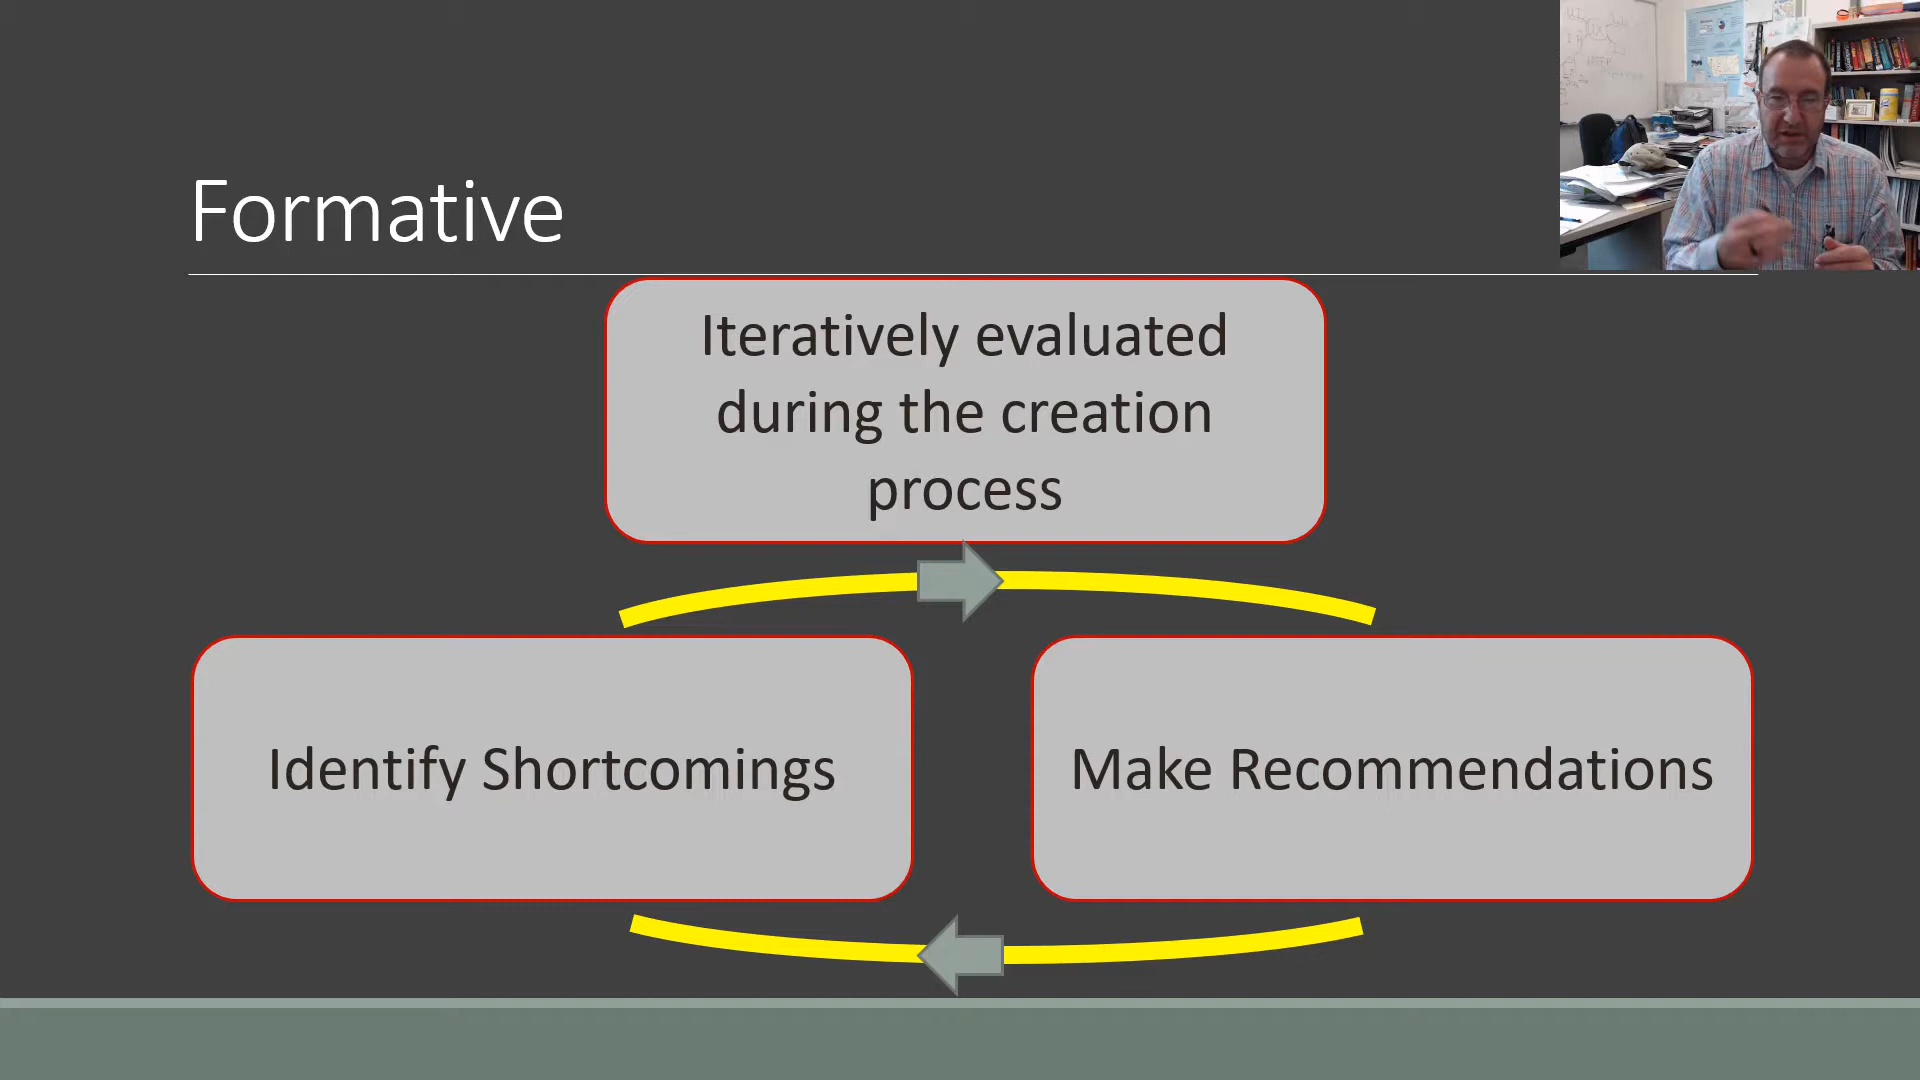 Formative
Iteratively evaluated
during the creation
process
Identify Shortcomings
Make Recommendations